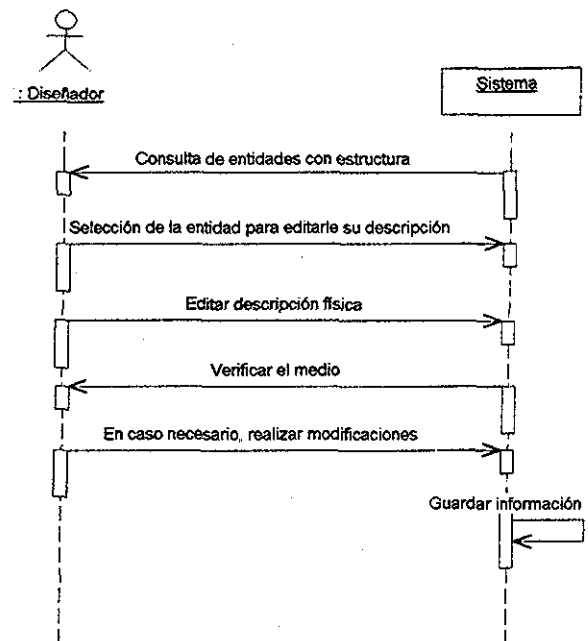 : Diseñador
Sistema
Consulta de entidades con estructura
Selección de la entidad para editarle su descripción
Editar descripción física
Verificar el medio
En caso necesario, realizar modificaciones
Guardar información